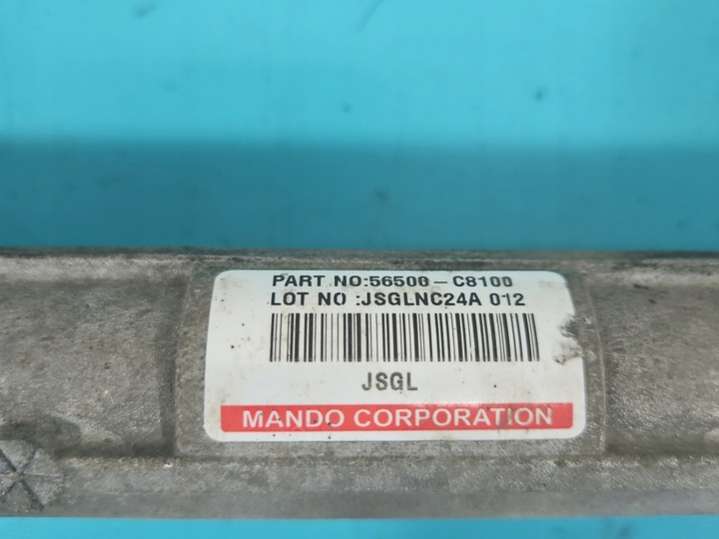 PART NO:56500-C8100
LOT NO :JSGLNC24A 012
JSGL
MANDO CORPORATION